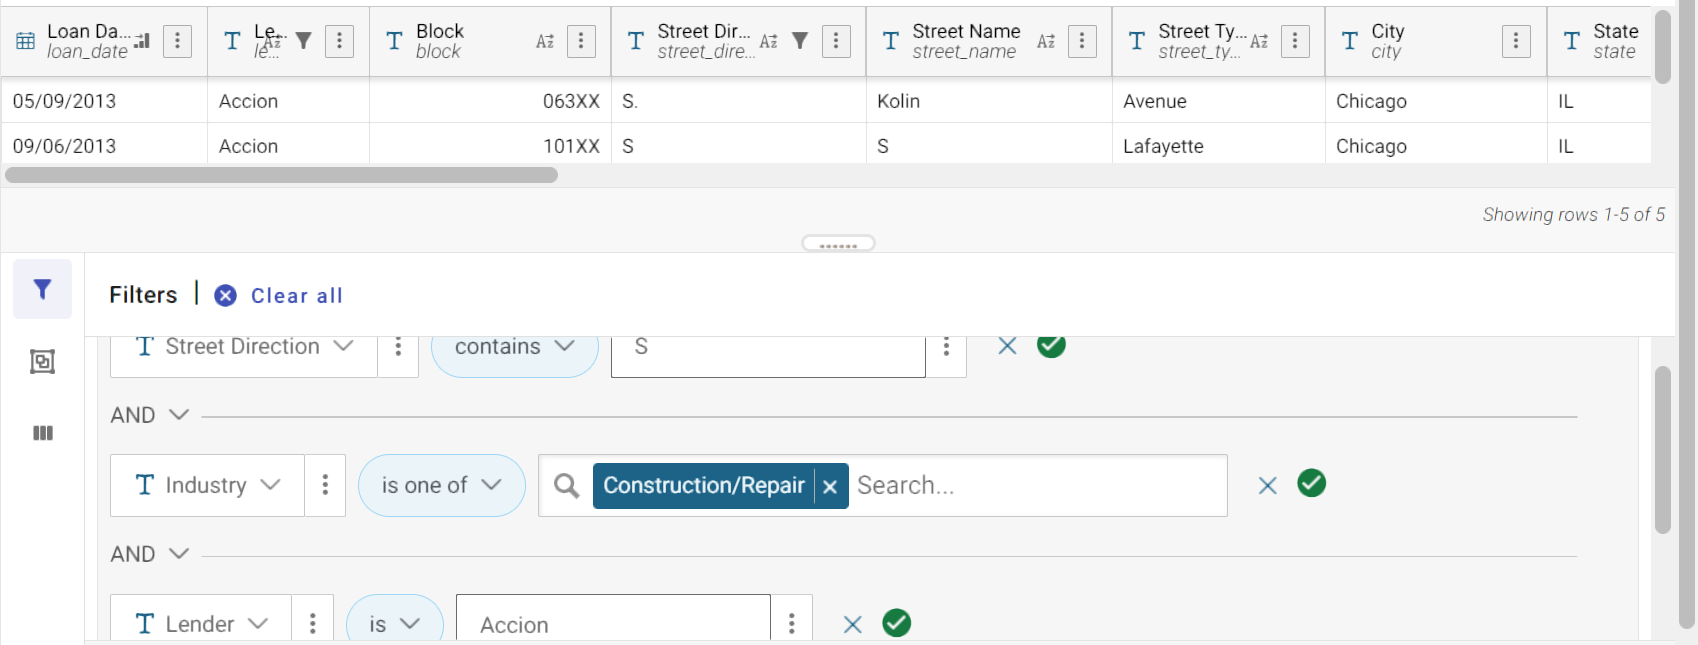 Loan Da... Le... Block Street Dir... Street Name Street Ty... City State
loan_date le... block street_dire... street_name street_ty... city state
05/09/2013 Accion 063XX S. Kolin Avenue Chicago IL
09/06/2013 Accion 101XX S S Lafayette Chicago IL
Showing rows 1-5 of 5
Filters | Clear all
Street Direction contains S
AND
Industry is one of Construction/Repair Search...
AND
Lender is Accion